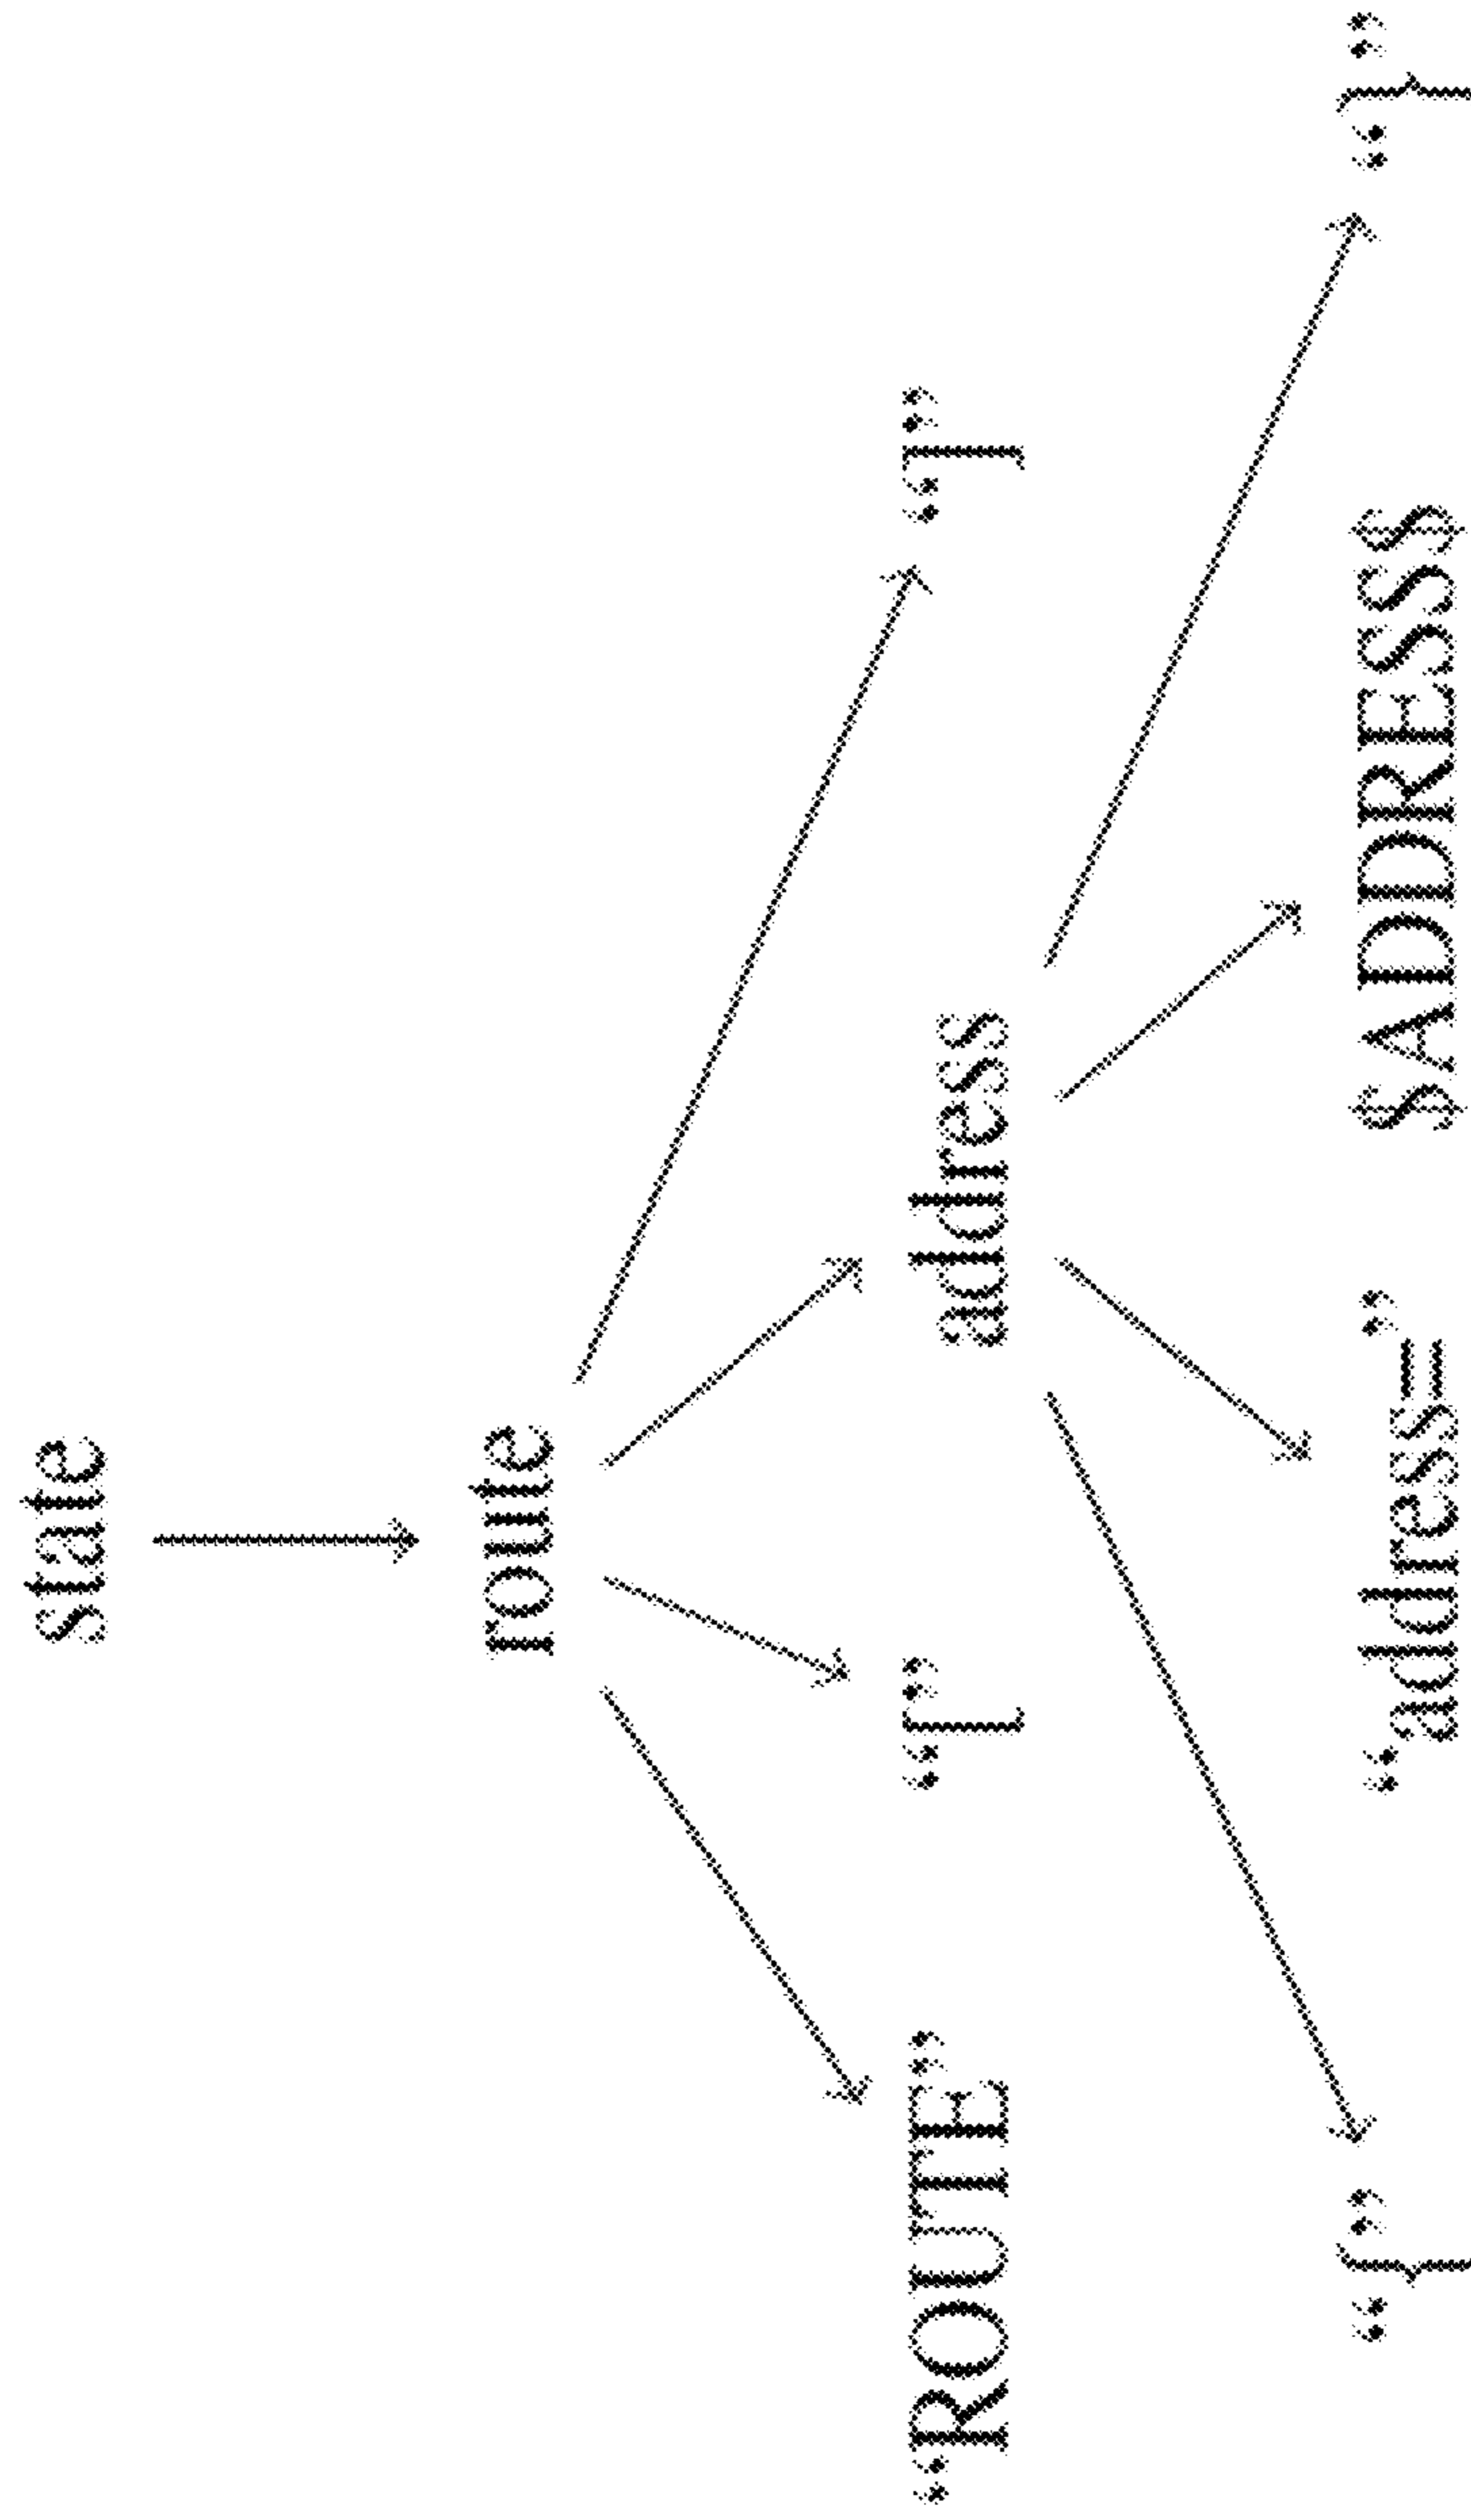 state
route
“ROUTE” “[” address “]”
“{” “address=” $ADDRESS$ “}”